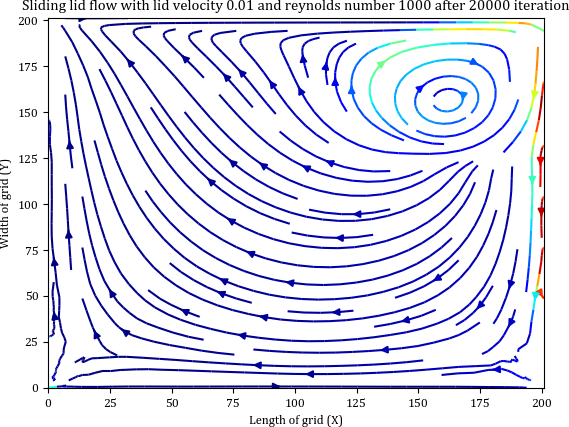 Sliding lid flow with lid velocity 0.01 and reynolds number 1000 after 20000 iteration
200
175
150
125
100
75
50
25
0
Width of grid (Y)
0 25 50 75 100 125 150 175 200
Length of grid (X)